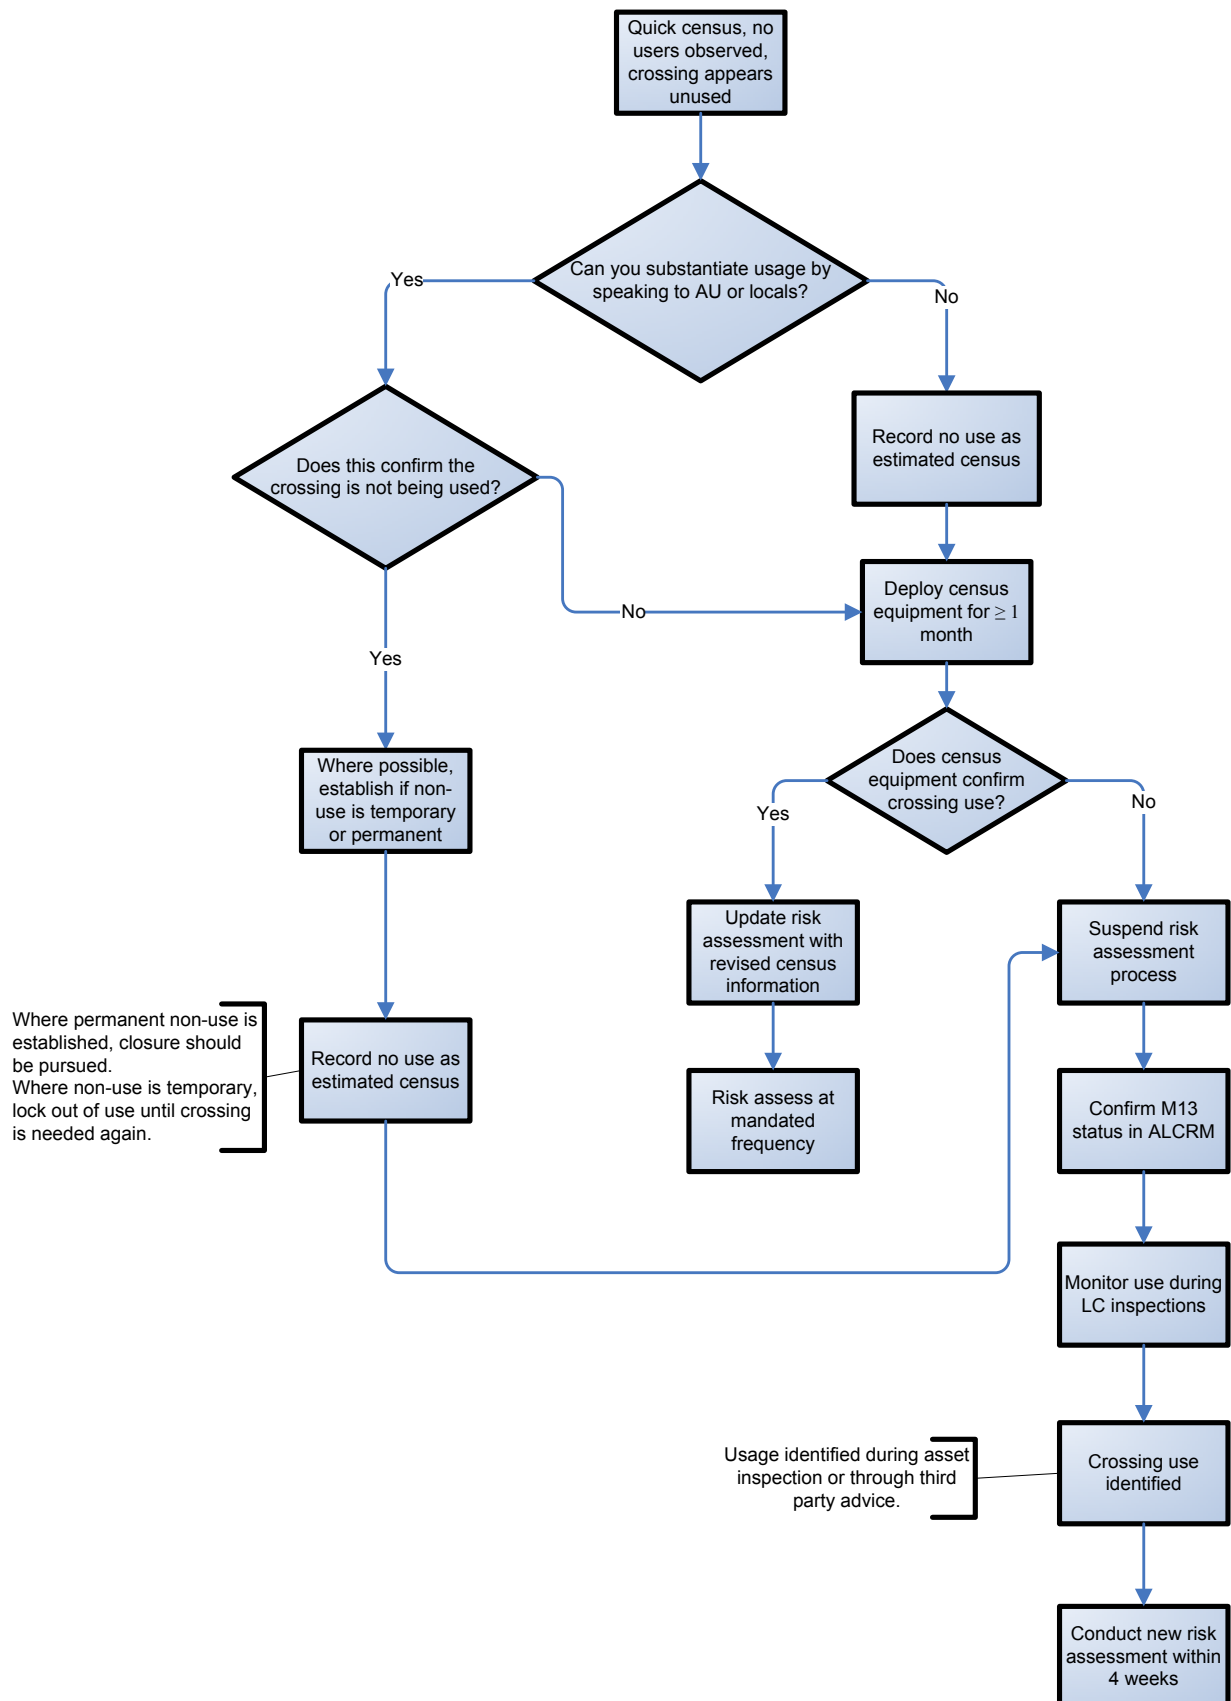 Quick census, no
users observed,
crossing appears
unused
Can you substantiate usage by
speaking to AU or locals?
Yes
No
Does this confirm the
crossing is not being used?
Record no use as
estimated census
No
Deploy census
equipment for ≥ 1
month
Yes
Where possible,
establish if non-
use is temporary
or permanent
Does census
equipment confirm
crossing use?
Yes
No
Update risk
assessment with
revised census
information
Suspend risk
assessment
process
Where permanent non-use is
established, closure should
be pursued.
Where non-use is temporary,
lock out of use until crossing
is needed again.
Record no use as
estimated census
Risk assess at
mandated
frequency
Confirm M13
status in ALCRM
Monitor use during
LC inspections
Usage identified during asset
inspection or through third
party advice.
Crossing use
identified
Conduct new risk
assessment within
4 weeks